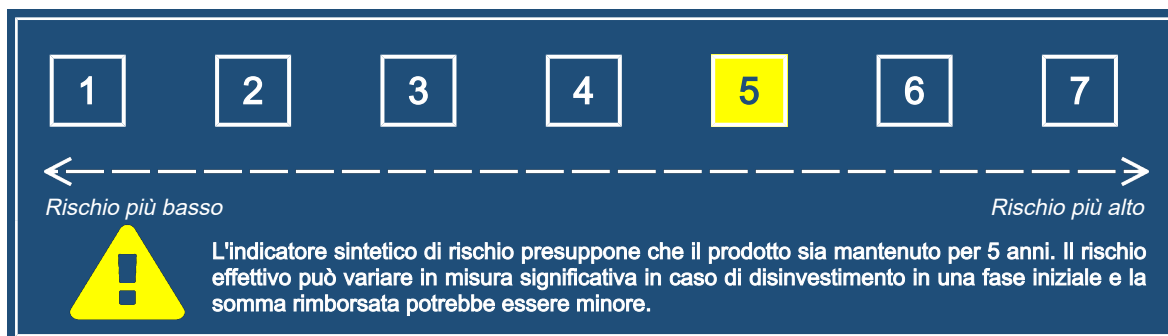 1 2 3 4 5 6 7
Rischio più basso Rischio più alto
L'indicatore sintetico di rischio presuppone che il prodotto sia mantenuto per 5 anni. Il rischio
effettivo può variare in misura significativa in caso di disinvestimento in una fase iniziale e la
somma rimborsata potrebbe essere minore.